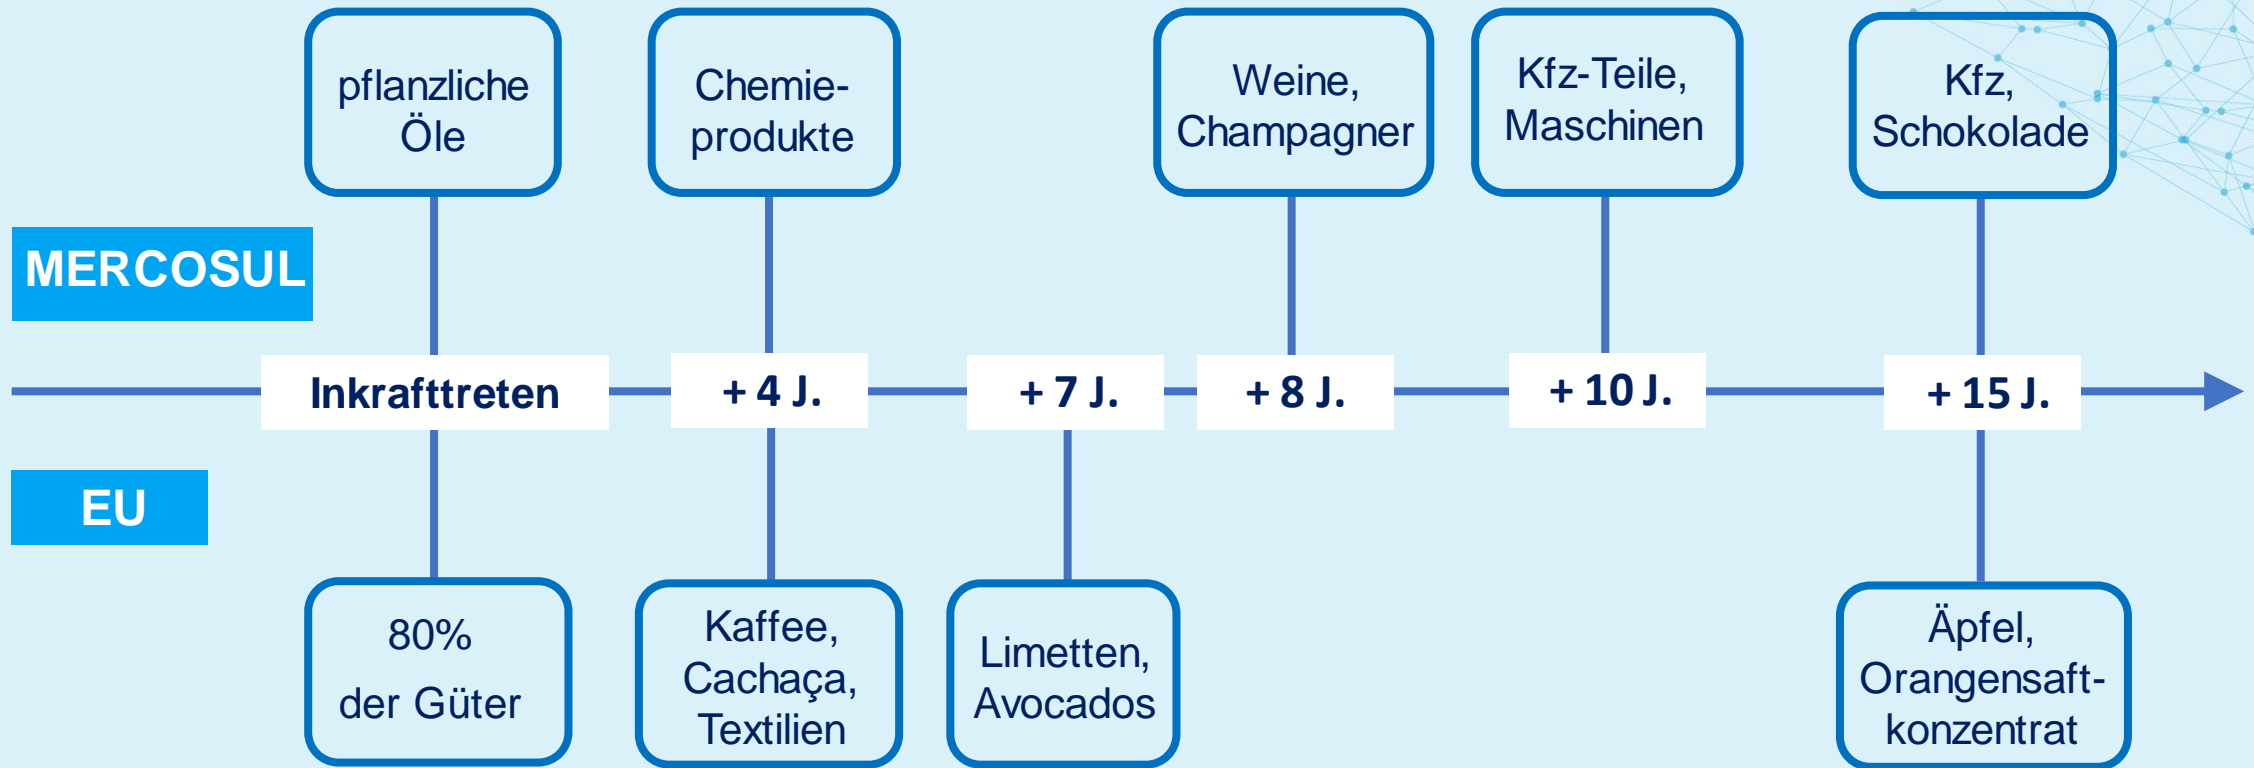 pflanzliche
Öle
Chemie-
produkte
Weine,
Champagner
Kfz-Teile,
Maschinen
Kfz,
Schokolade
MERCOSUL
Inkrafttreten
+ 4 J.
+ 7 J.
+ 8 J.
+ 10 J.
+ 15 J.
EU
80%
der Güter
Kaffee,
Cachaça,
Textilien
Limetten,
Avocados
Äpfel,
Orangensaft-
konzentrat